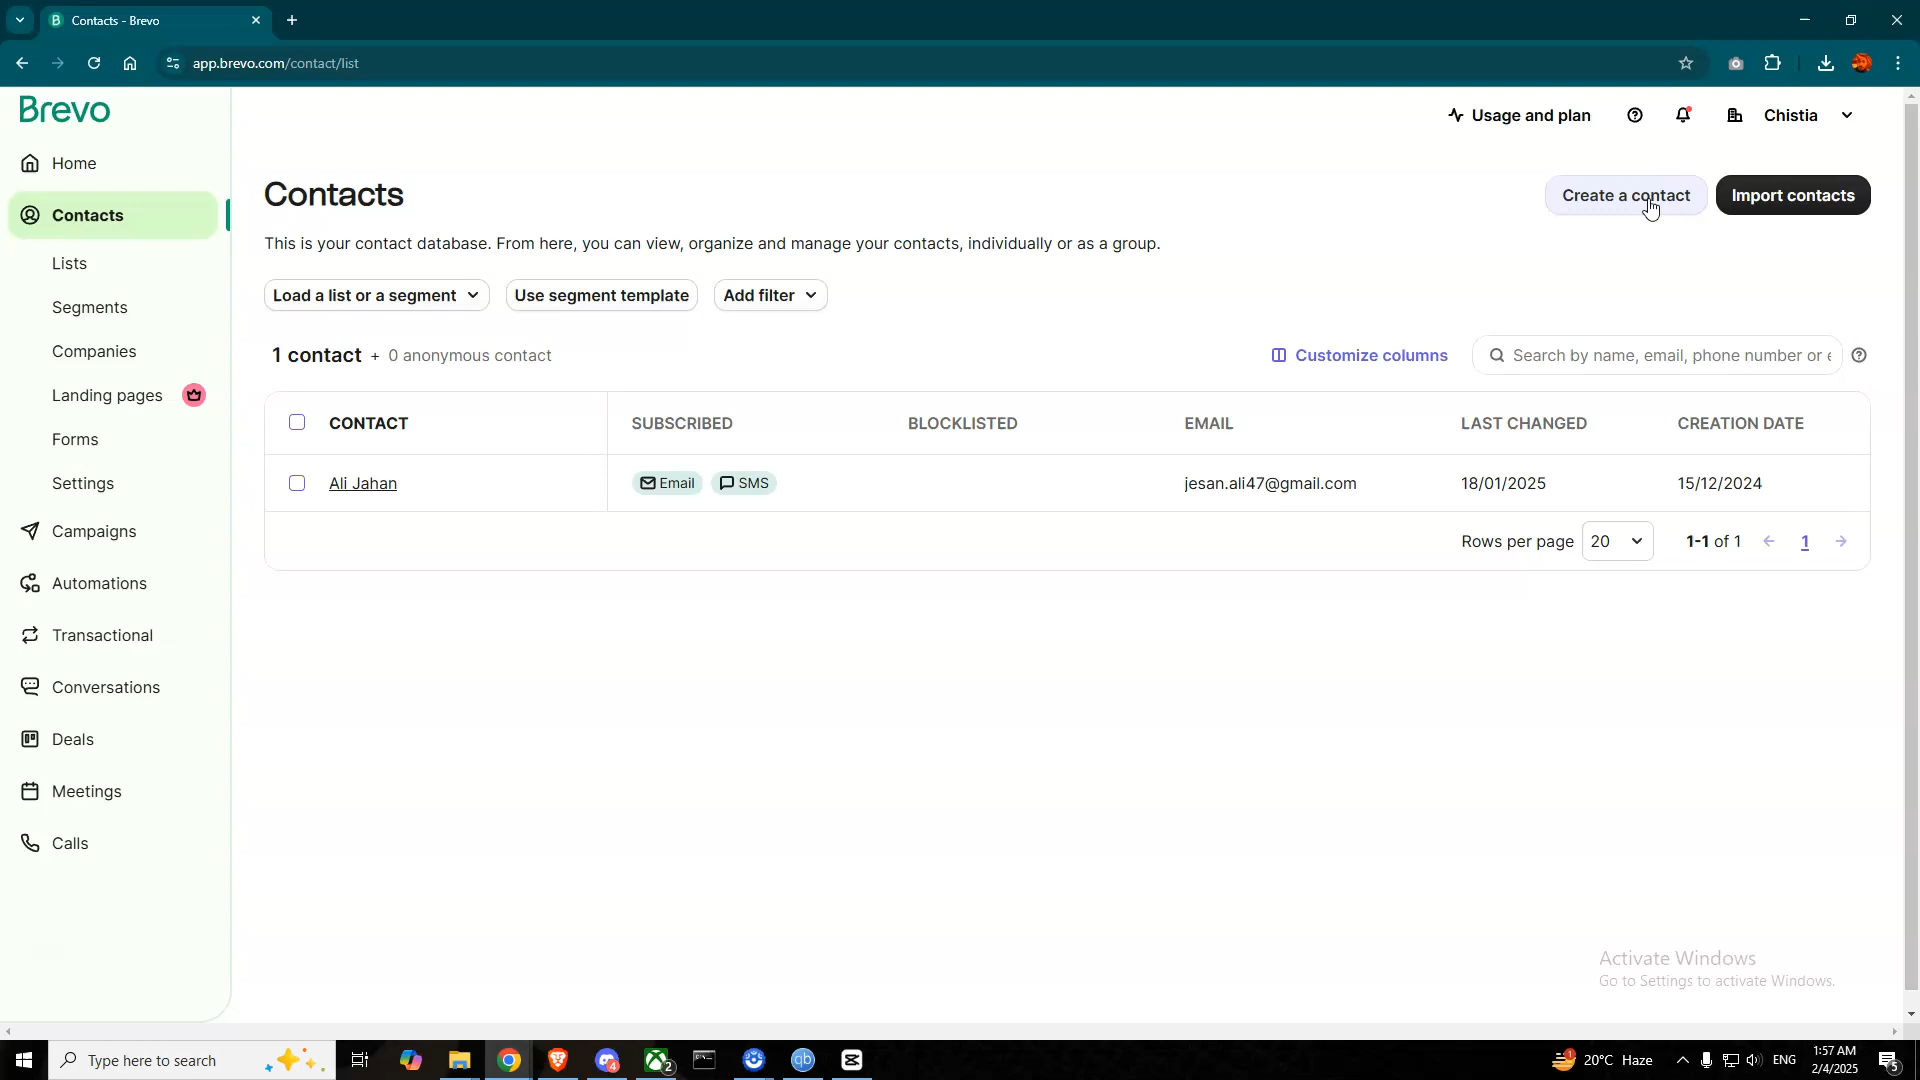 Contacts - Brevo
app.brevo.com/contact/list
Brevo
Usage and plan
Chistia
Home
Contacts
Lists
Segments
Companies
Landing pages
Forms
Settings
Campaigns
Automations
Transactional
Conversations
Deals
Meetings
Calls
Contacts
Create a contact
Import contacts
This is your contact database. From here, you can view, organize and manage your contacts, individually or as a group.
Load a list or a segment
Use segment template
Add filter
1 contact + 0 anonymous contact
Customize columns
Search by name, email, phone number or e
CONTACT SUBSCRIBED BLOCKLISTED EMAIL LAST CHANGED CREATION DATE
Ali Jahan Email SMS jesan.ali47@gmail.com 18/01/2025 15/12/2024
Rows per page 20 1-1 of 1 1
Activate Windows
Go to Settings to activate Windows.
Type here to search
4
2
qb
1
20°C Haze
ENG
1:57 AM
2/4/2025
5